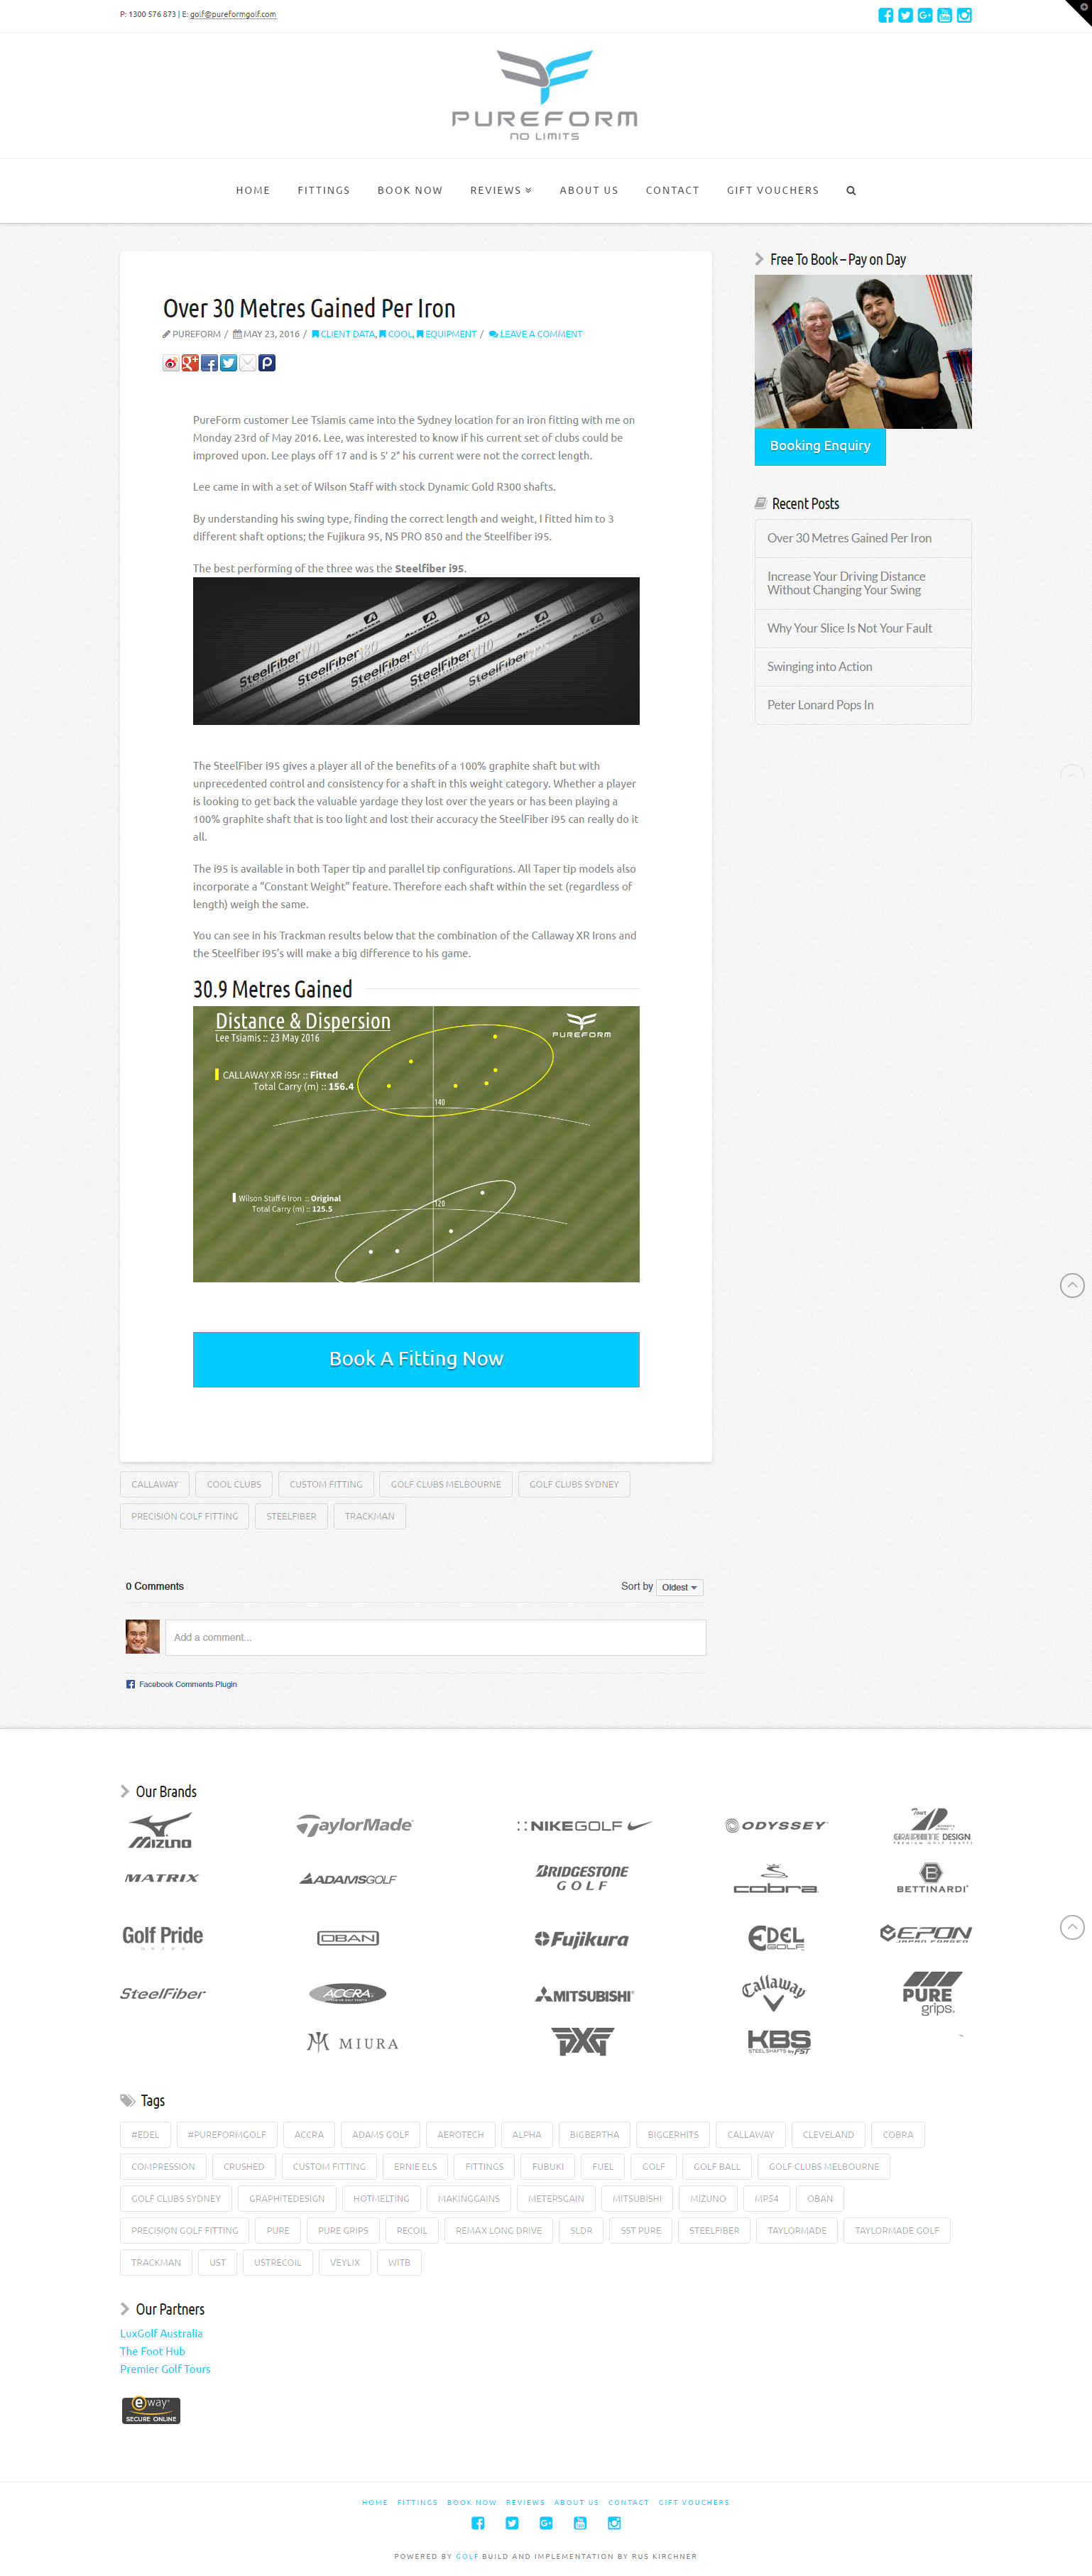 P: 1300 576 873 | E: golf@pureformgolf.com
PUREFORM
NO LIMITS
HOME FITTINGS BOOK NOW REVIEWS ABOUT US CONTACT GIFT VOUCHERS
Over 30 Metres Gained Per Iron
PUREFORM / MAY 23, 2016 / CLIENT DATA, COOL, EQUIPMENT / LEAVE A COMMENT
PureForm customer Lee Tsiamis came into the Sydney location for an iron fitting with me on
Monday 23rd of May 2016. Lee, was interested to know if his current set of clubs could be
improved upon. Lee plays off 17 and is 5’ 2″ his current were not the correct length.
Lee came in with a set of Wilson Staff with stock Dynamic Gold R300 shafts.
By understanding his swing type, finding the correct length and weight, I fitted him to 3
different shaft options; the Fujikura 95, NS PRO 850 and the Steelfiber i95.
The best performing of the three was the Steelfiber i95.
The SteelFiber i95 gives a player all of the benefits of a 100% graphite shaft but with
unprecedented control and consistency for a shaft in this weight category. Whether a player
is looking to get back the valuable yardage they lost over the years or has been playing a
100% graphite shaft that is too light and lost their accuracy the SteelFiber i95 can really do it
all.
The i95 is available in both Taper tip and parallel tip configurations. All Taper tip models also
incorporate a “Constant Weight” feature. Therefore each shaft within the set (regardless of
length) weigh the same.
You can see in his Trackman results below that the combination of the Callaway XR Irons and
the Steelfiber i95’s will make a big difference to his game.
30.9 Metres Gained
Distance & Dispersion
Lee Tsiamis :: 23 May 2016
PUREFORM
CALLAWAY XR i95r :: Fitted
Total Carry (m) :: 156.4
140
Wilson Staff 6 Iron :: Original
Total Carry (m) :: 125.5
120
Book A Fitting Now
CALLAWAY COOL CLUBS CUSTOM FITTING GOLF CLUBS MELBOURNE GOLF CLUBS SYDNEY
PRECISION GOLF FITTING STEELFIBER TRACKMAN
0 Comments
Sort by Oldest
Add a comment...
Facebook Comments Plugin
Free To Book – Pay on Day
Booking Enquiry
Recent Posts
Over 30 Metres Gained Per Iron
Increase Your Driving Distance
Without Changing Your Swing
Why Your Slice Is Not Your Fault
Swinging into Action
Peter Lonard Pops In
Our Brands
MIZUNO TaylorMade NIKEGOLF ODYSSEY Tour AD GRAPHITE DESIGN
MATRIX ADAMSGOLF BRIDGESTONE GOLF cobra BETTINARDI
Golf Pride GRIPS OBAN Fujikura EDEL GOLF EPON JAPAN FORGED
SteelFiber ACCRA MITSUBISHI Callaway PURE grips
MIURA PXG KBS STEEL SHAFTS by FST
Tags
#EDEL #PUREFORMGOLF ACCRA ADAMS GOLF AEROTECH ALPHA BIGBERTHA BIGGERHITS CALLAWAY CLEVELAND COBRA
COMPRESSION CRUSHED CUSTOM FITTING ERNIE ELS FITTINGS FUBUKI FUEL GOLF GOLF BALL GOLF CLUBS MELBOURNE
GOLF CLUBS SYDNEY GRAPHITEDESIGN HOTMELTING MAKINGGAINS METERSGAIN MITSUBISHI MIZUNO MP54 OBAN
PRECISION GOLF FITTING PURE PURE GRIPS RECOIL REMAX LONG DRIVE SLDR SST PURE STEELFIBER TAYLORMADE TAYLORMADE GOLF
TRACKMAN UST USTRECOIL VEYLIX WITB
Our Partners
LuxGolf Australia
The Foot Hub
Premier Golf Tours
eway
SECURE ONLINE
HOME FITTINGS BOOK NOW REVIEWS ABOUT US CONTACT GIFT VOUCHERS
POWERED BY GOLF BUILD AND IMPLEMENTATION BY RUS KIRCHNER